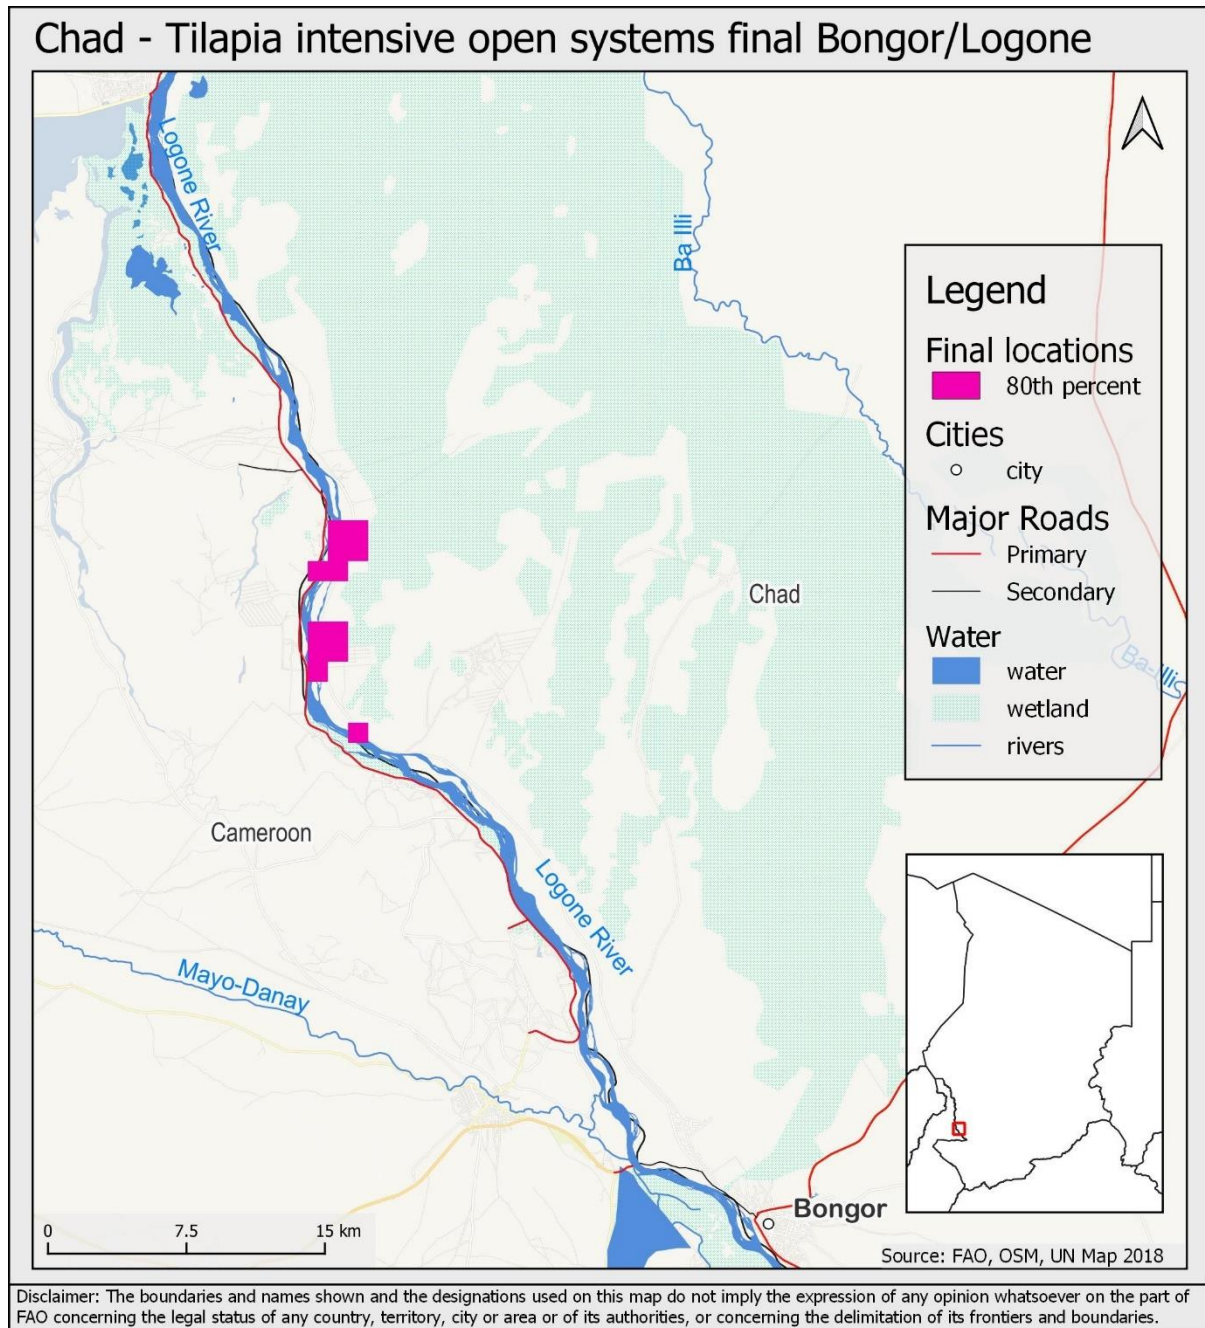 Chad - Tilapia intensive open systems final Bongor/Logone
Logone River
Ba Illi
Legend
Final locations
80th percent
Cities
city
Major Roads
Primary
Secondary
Water
water
wetland
rivers
Chad
Ba-Illis
Cameroon
Logone River
Mayo-Danay
Bongor
0 7.5 15 km
Source: FAO, OSM, UN Map 2018
Disclaimer: The boundaries and names shown and the designations used on this map do not imply the expression of any opinion whatsoever on the part of
FAO concerning the legal status of any country, territory, city or area or of its authorities, or concerning the delimitation of its frontiers and boundaries.